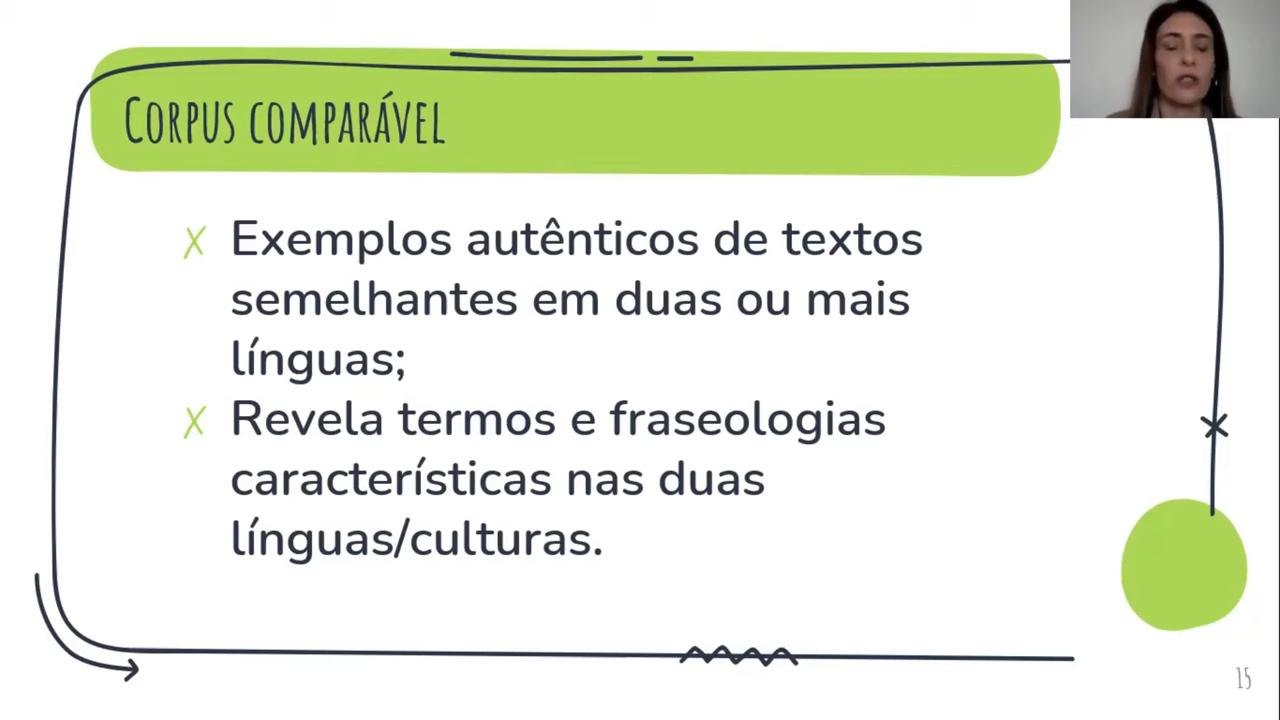 Corpus comparável
Exemplos autênticos de textos
semelhantes em duas ou mais
línguas;
Revela termos e fraseologias
características nas duas
línguas/culturas.
15